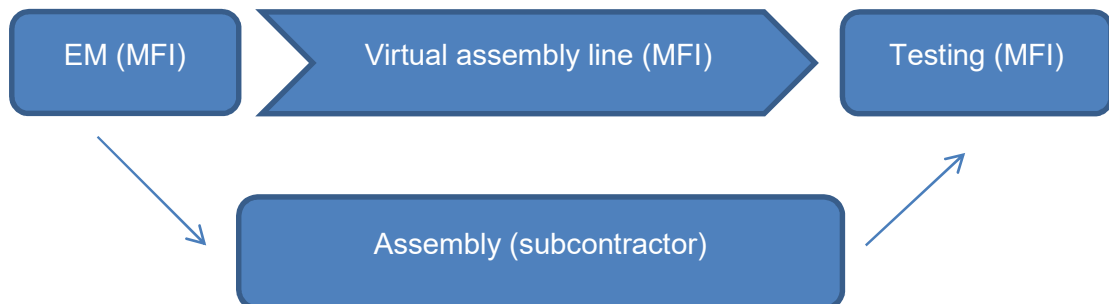 EM (MFI)
Virtual assembly line (MFI)
Testing (MFI)
Assembly (subcontractor)